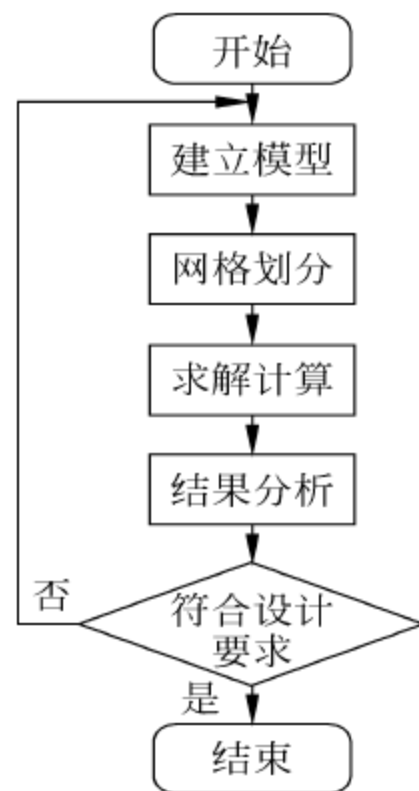 开始
建立模型
网格划分
求解计算
结果分析
否
符合设计
要求
是
结束